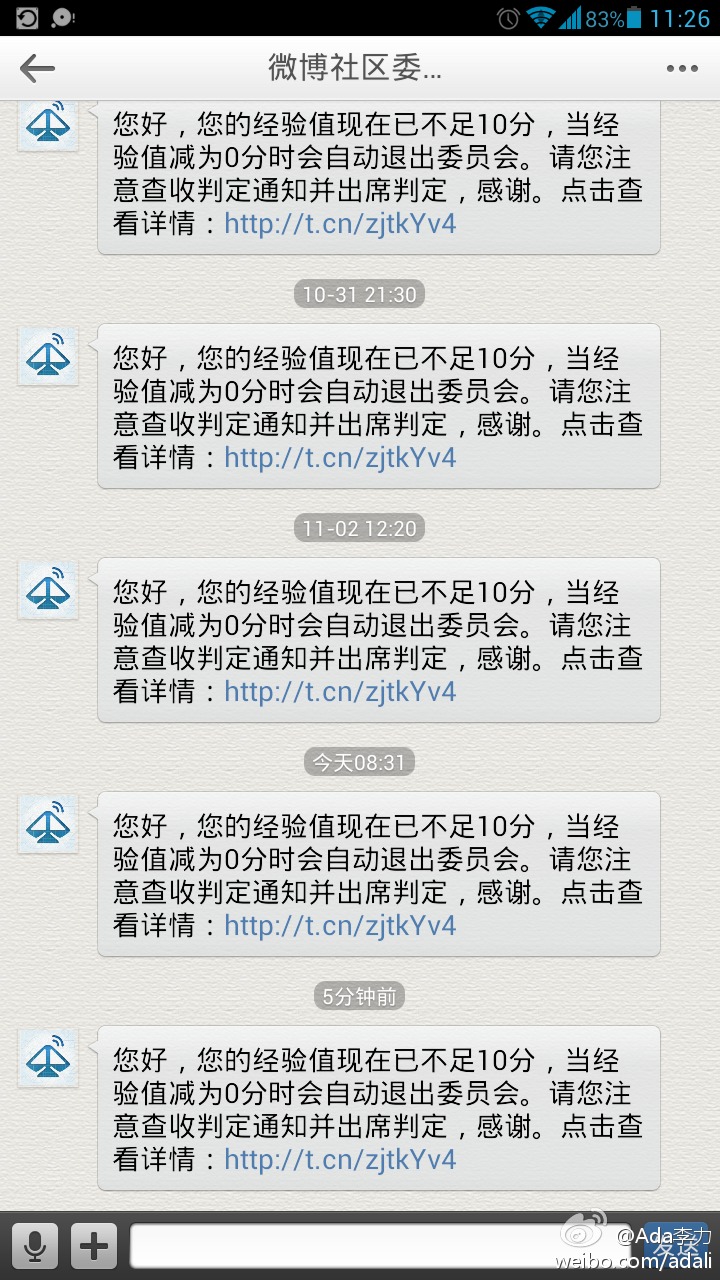 83% 11:26
微博社区委...
您好，您的经验值现在已不足10分，当经
验值减为0分时会自动退出委员会。请您注
意查收判定通知并出席判定，感谢。点击查
看详情：http://t.cn/zjtkYv4
10-31 21:30
您好，您的经验值现在已不足10分，当经
验值减为0分时会自动退出委员会。请您注
意查收判定通知并出席判定，感谢。点击查
看详情：http://t.cn/zjtkYv4
11-02 12:20
您好，您的经验值现在已不足10分，当经
验值减为0分时会自动退出委员会。请您注
意查收判定通知并出席判定，感谢。点击查
看详情：http://t.cn/zjtkYv4
今天08:31
您好，您的经验值现在已不足10分，当经
验值减为0分时会自动退出委员会。请您注
意查收判定通知并出席判定，感谢。点击查
看详情：http://t.cn/zjtkYv4
5分钟前
您好，您的经验值现在已不足10分，当经
验值减为0分时会自动退出委员会。请您注
意查收判定通知并出席判定，感谢。点击查
看详情：http://t.cn/zjtkYv4
@Ada李力
发送
weibo.com/adali